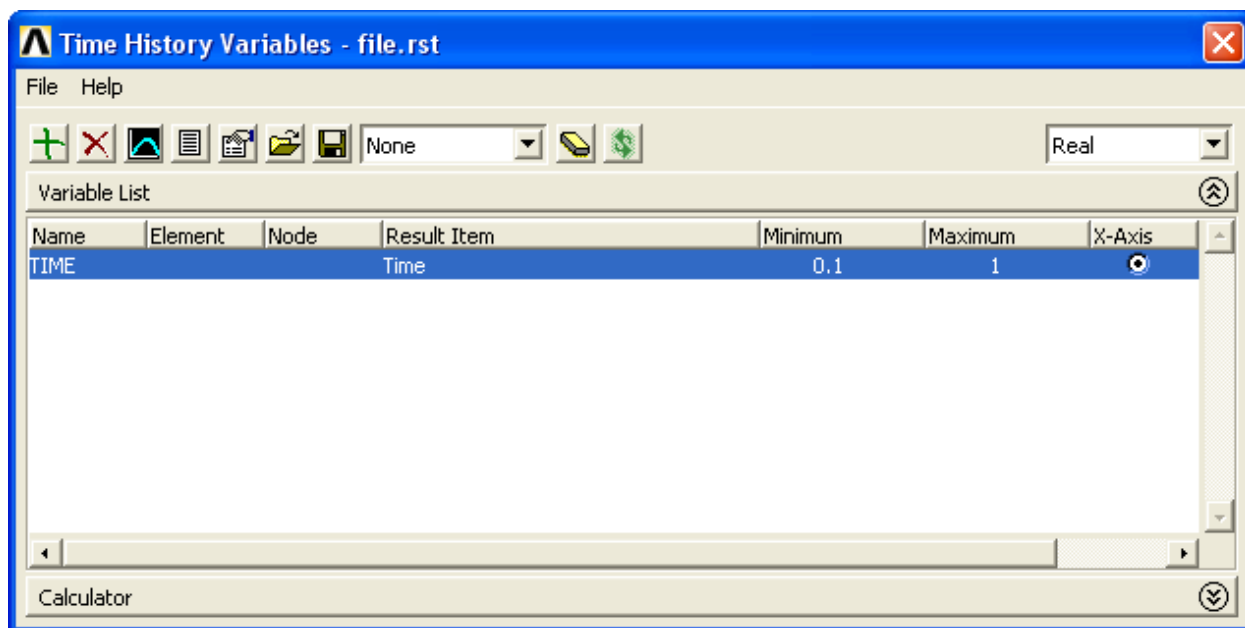 Time History Variables - file.rst
File Help
None Real
Variable List
Name Element Node Result Item Minimum Maximum X-Axis
TIME Time 0.1 1
Calculator